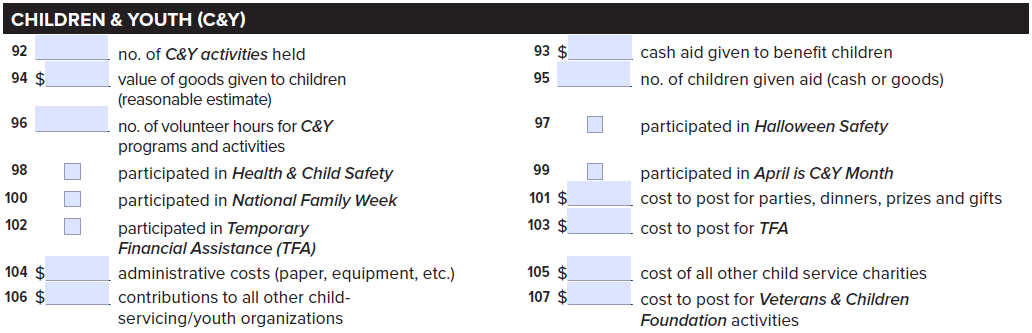 CHILDREN & YOUTH (C&Y)
92 no. of C&Y activities held
93 $ cash aid given to benefit children
94 $ value of goods given to children
(reasonable estimate)
95 no. of children given aid (cash or goods)
96 no. of volunteer hours for C&Y
programs and activities
97 participated in Halloween Safety
98 participated in Health & Child Safety
99 participated in April is C&Y Month
100 participated in National Family Week
101 $ cost to post for parties, dinners, prizes and gifts
102 participated in Temporary
Financial Assistance (TFA)
103 $ cost to post for TFA
104 $ administrative costs (paper, equipment, etc.)
105 $ cost of all other child service charities
106 $ contributions to all other child-
servicing/youth organizations
107 $ cost to post for Veterans & Children
Foundation activities